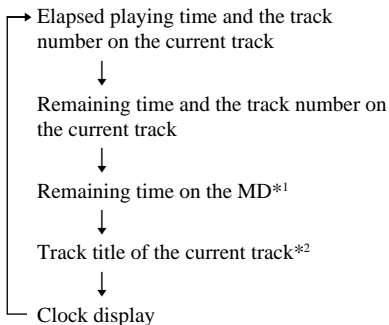 Elapsed playing time and the track
number on the current track
Remaining time and the track number on
the current track
Remaining time on the MD*1
Track title of the current track*2
Clock display